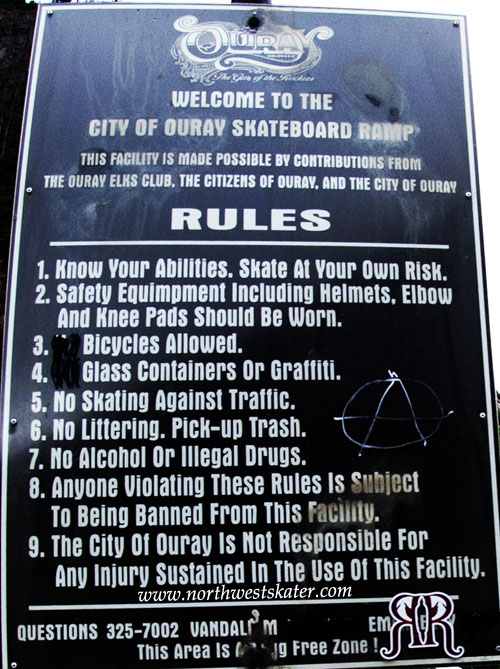 OURAY
COLORADO
The Gem of the Rockies
WELCOME TO THE
CITY OF OURAY SKATEBOARD RAMP
THIS FACILITY IS MADE POSSIBLE BY CONTRIBUTIONS FROM
THE OURAY ELKS CLUB, THE CITIZENS OF OURAY, AND THE CITY OF OURAY
RULES
1. Know Your Abilities. Skate At Your Own Risk.
2. Safety Equimpment Including Helmets, Elbow
And Knee Pads Should Be Worn.
3. Bicycles Allowed.
4. Glass Containers Or Graffiti.
5. No Skating Against Traffic.
6. No Littering. Pick-up Trash.
7. No Alcohol Or Illegal Drugs.
8. Anyone Violating These Rules Is Subject
To Being Banned From This Facility.
9. The City Of Ouray Is Not Responsible For
Any Injury Sustained In The Use Of This Facility.
www.northwestskater.com
QUESTIONS 325-7002
This Area Is Free Zone !